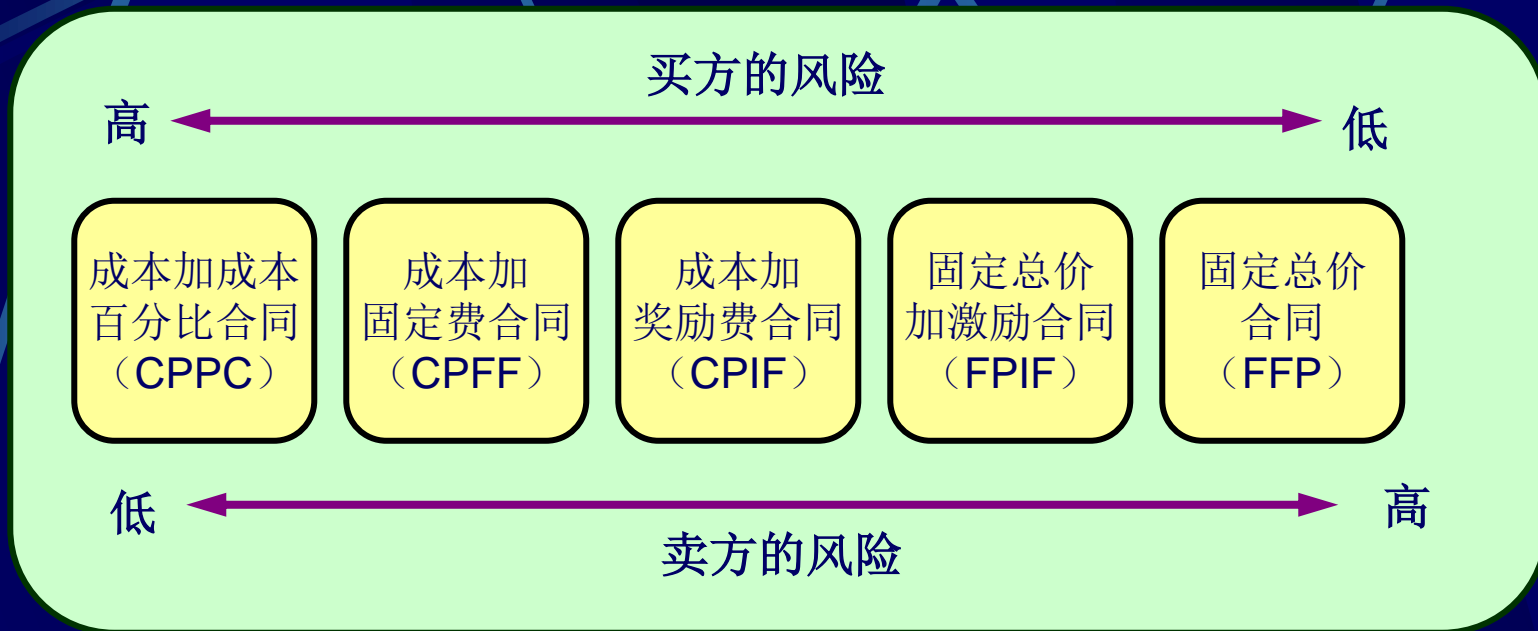 买方的风险
高
低
成本加成本
百分比合同
（CPPC）
成本加
固定费合同
（CPFF）
成本加
奖励费合同
（CPIF）
固定总价
加激励合同
（FPIF）
固定总价
合同
（FFP）
低
高
卖方的风险